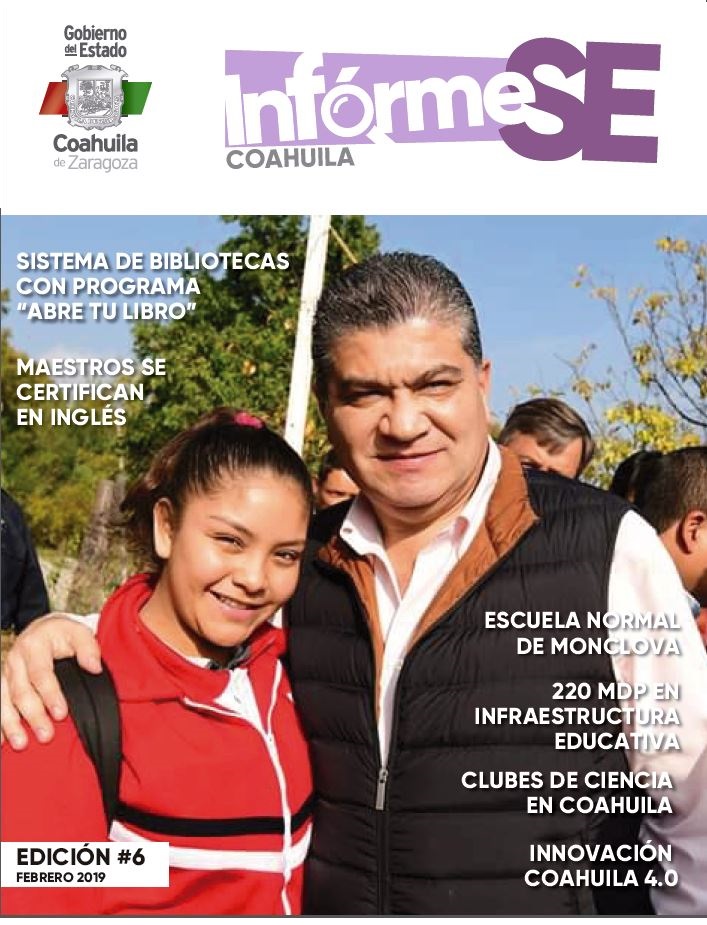 Gobierno
del Estado
Coahuila
de Zaragoza
InfórmeSE
COAHUILA
SISTEMA DE BIBLIOTECAS
CON PROGRAMA
“ABRE TU LIBRO”
MAESTROS SE
CERTIFICAN
EN INGLÉS
ESCUELA NORMAL
DE MONCLOVA
220 MDP EN
INFRAESTRUCTURA
EDUCATIVA
CLUBES DE CIENCIA
EN COAHUILA
INNOVACIÓN
COAHUILA 4.0
EDICIÓN #6
FEBRERO 2019